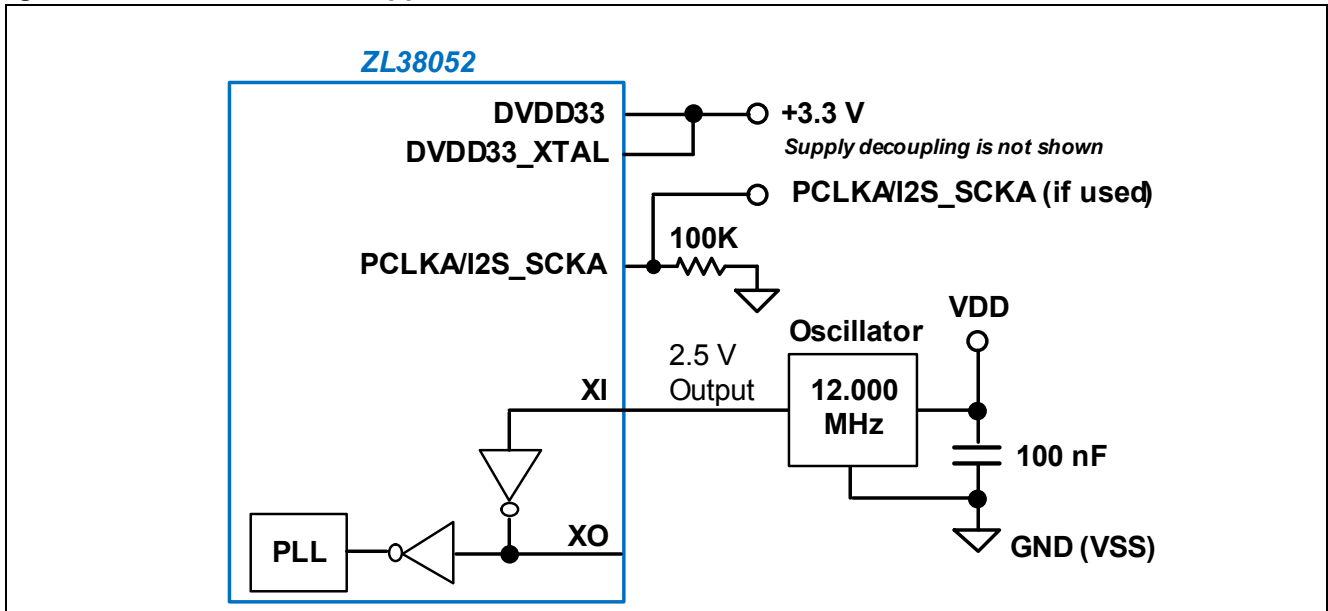 ZL38052
DVDD33
+3.3 V
DVDD33_XTAL
Supply decoupling is not shown
PCLKA/I2S_SCKA (if used)
100K
PCLKA/I2S_SCKA
VDD
Oscillator
2.5 V
Output
XI
12.000
MHz
100 nF
XO
PLL
GND (VSS)